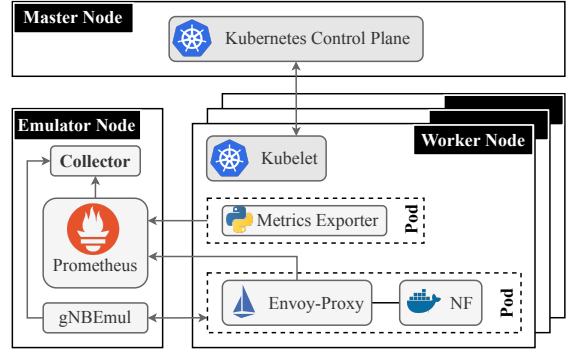 Master Node
Kubernetes Control Plane
Emulator Node
Collector
Prometheus
gNBEmul
Worker Node
Kubelet
Metrics Exporter
Pod
Envoy-Proxy
NF
Pod